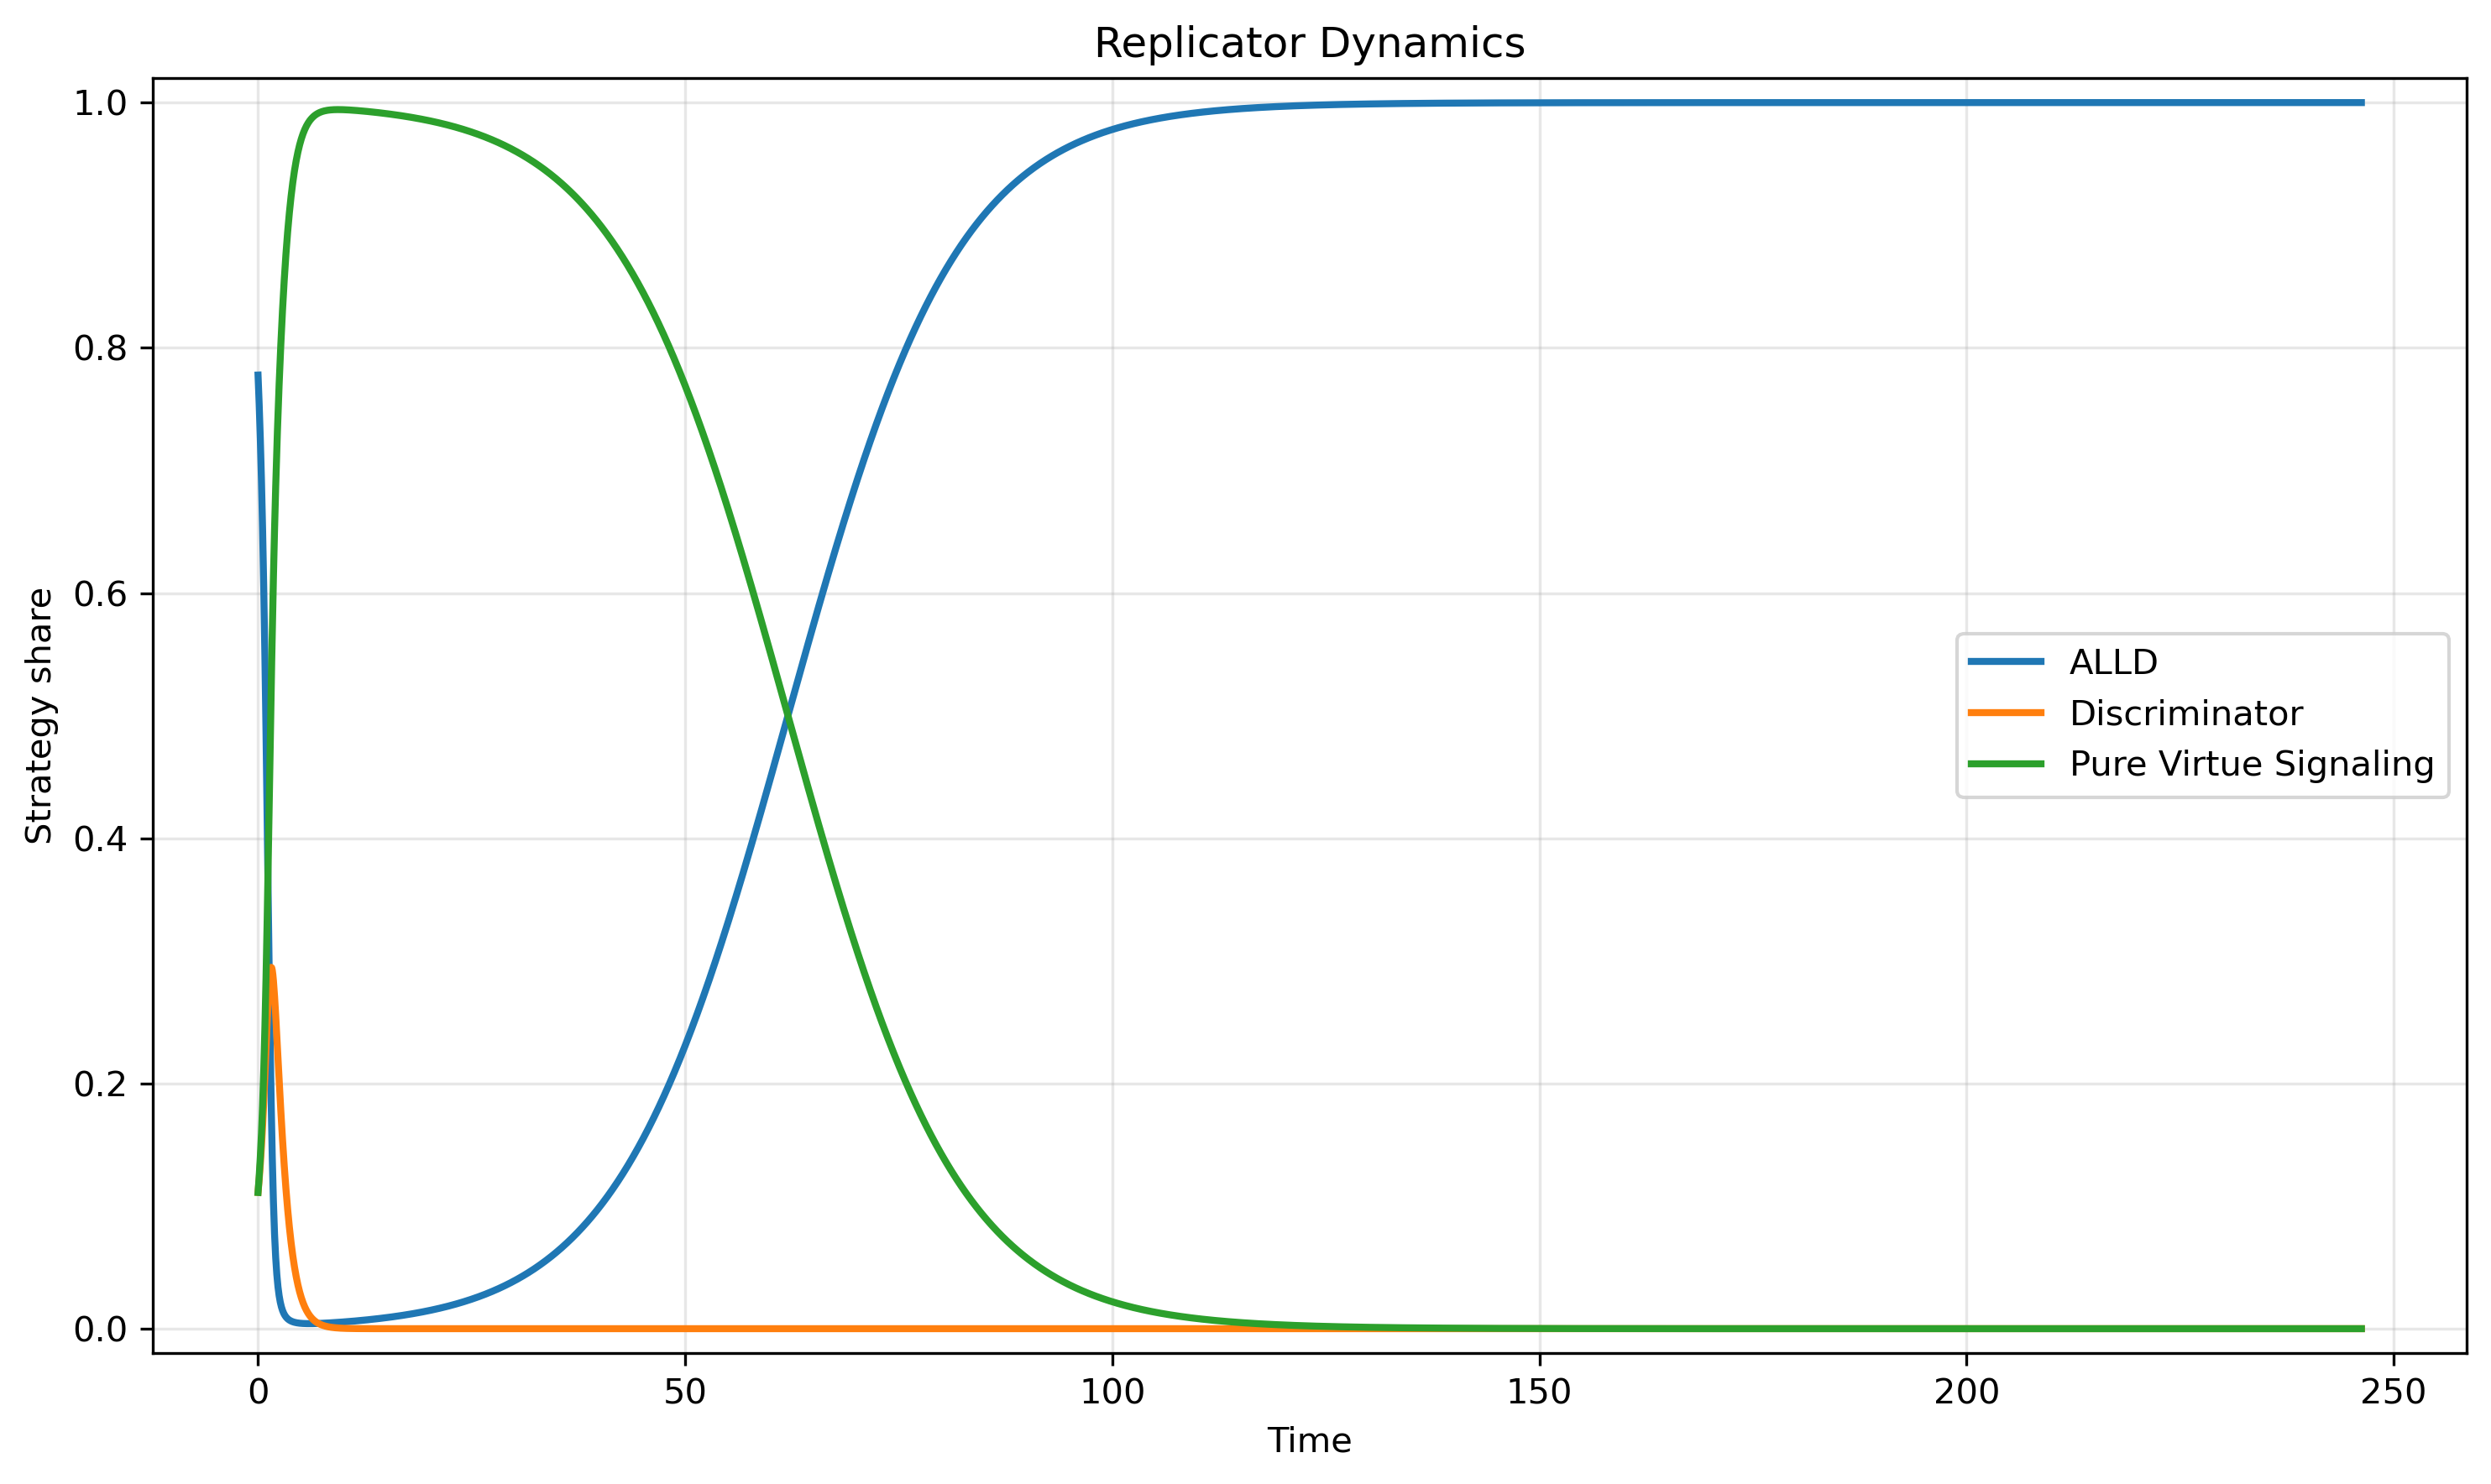 Replicator Dynamics
1.0
0.8
0.6
0.4
0.2
0.0
Strategy share
ALLD
Discriminator
Pure Virtue Signaling
0 50 100 150 200 250
Time